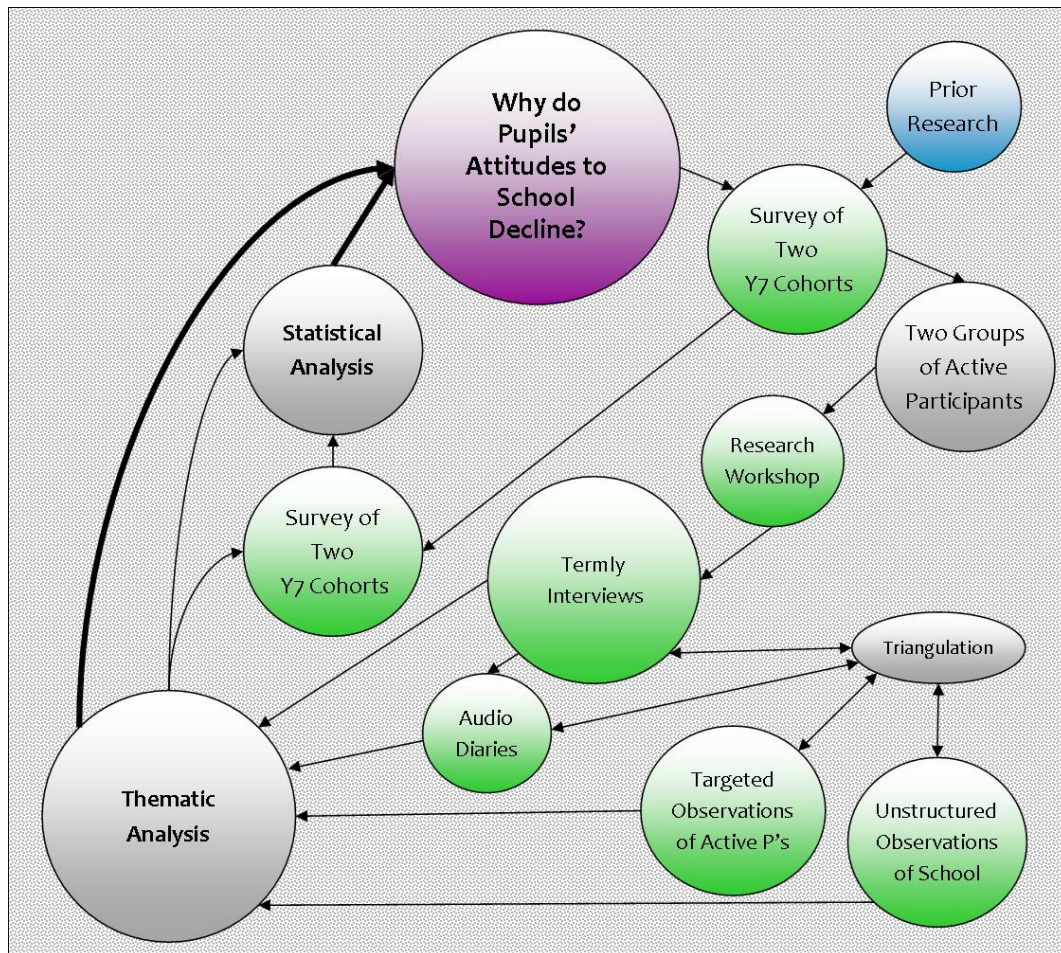 Why do
Pupils’
Attitudes to
School
Decline?
Prior
Research
Survey of
Two
Y7 Cohorts
Two Groups
of Active
Participants
Statistical
Analysis
Research
Workshop
Survey of
Two
Y7 Cohorts
Termly
Interviews
Triangulation
Audio
Diaries
Targeted
Observations
of Active P’s
Unstructured
Observations
of School
Thematic
Analysis